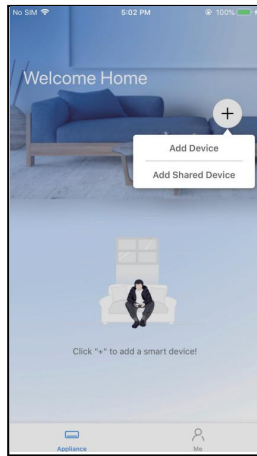 No SIM 5:02 PM 100%
Welcome Home
+
Add Device
Add Shared Device
Click "+" to add a smart device!
Appliance Me